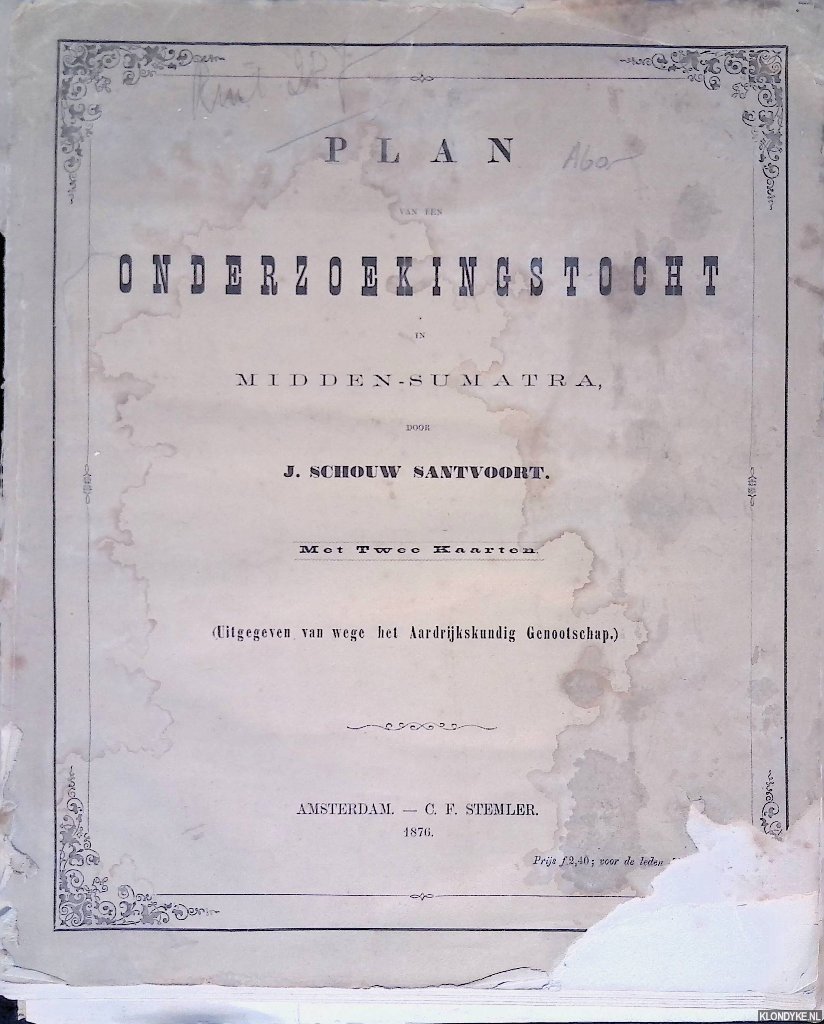 PLAN
VAN EEN
ONDERZOEKINGSTOCHT
IN
MIDDEN-SUMATRA,
DOOR
J. SCHOUW SANTVOORT.
Met Twee Kaarten.
(Uitgegeven van wege het Aardrijkskundig Genootschap.)
AMSTERDAM. — C. F. STEMLER.
1876.
Prijs f 2,40; voor de leden
KLONDYKE.NL